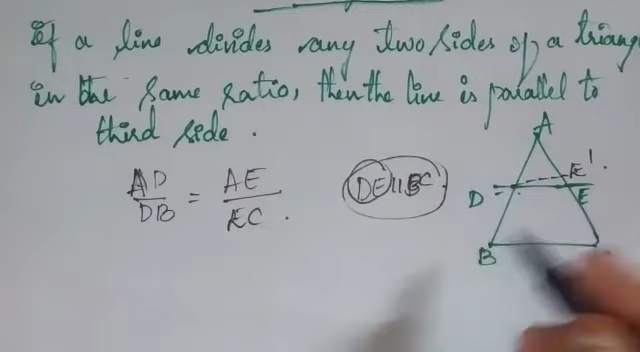 If a line divides any two sides of a triang
in the same ratio, then the line is parallel to
third side.
AD/DB = AE/EC.
DE||BC
A
E'.
D
E
B